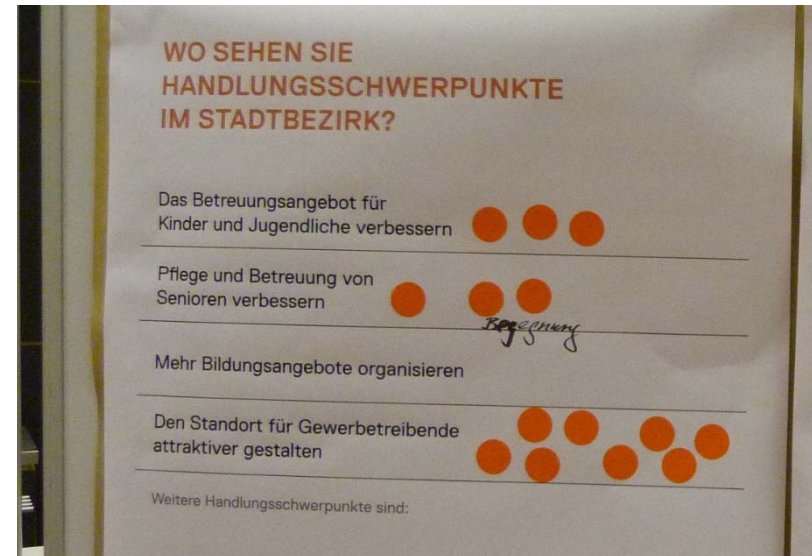 WO SEHEN SIE
HANDLUNGSSCHWERPUNKTE
IM STADTBEZIRK?
Das Betreuungsangebot für
Kinder und Jugendliche verbessern
Pflege und Betreuung von
Senioren verbessern
Begegnung
Mehr Bildungsangebote organisieren
Den Standort für Gewerbetreibende
attraktiver gestalten
Weitere Handlungsschwerpunkte sind: